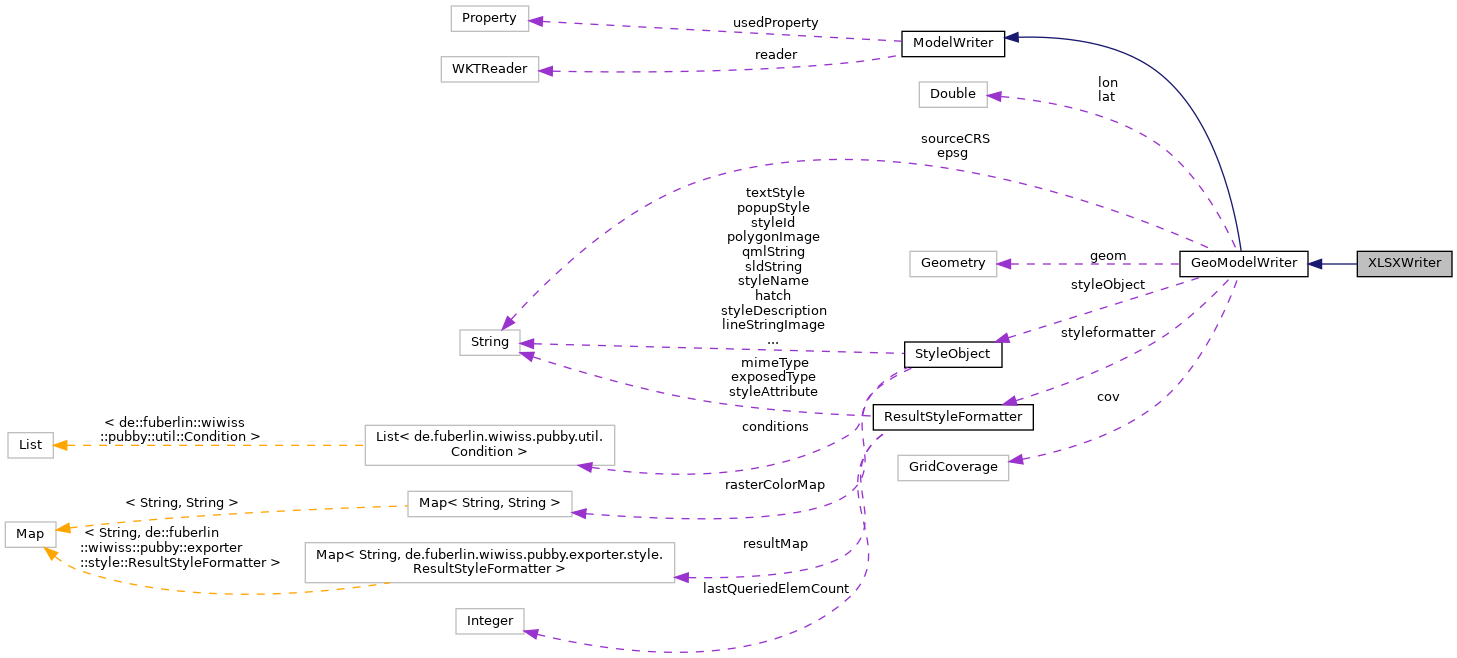 Property
usedProperty
ModelWriter
WKTReader
reader
Double
lon
lat
sourceCRS
epsg
textStyle
popupStyle
styleId
polygonImage
qmlString
sldString
styleName
hatch
styleDescription
lineStringImage
...
Geometry
geom
GeoModelWriter
XLSXWriter
styleObject
String
StyleObject
styleformatter
mimeType
exposedType
styleAttribute
ResultStyleFormatter
cov
List
< de::fuberlin::wiwiss
::pubby::util::Condition >
List< de.fuberlin.wiwiss.pubby.util.
Condition >
conditions
GridCoverage
rasterColorMap
< String, String >
Map< String, String >
Map
< String, de::fuberlin
::wiwiss::pubby::exporter
::style::ResultStyleFormatter >
Map< String, de.fuberlin.wiwiss.pubby.exporter.style.
ResultStyleFormatter >
resultMap
lastQueriedElemCount
Integer